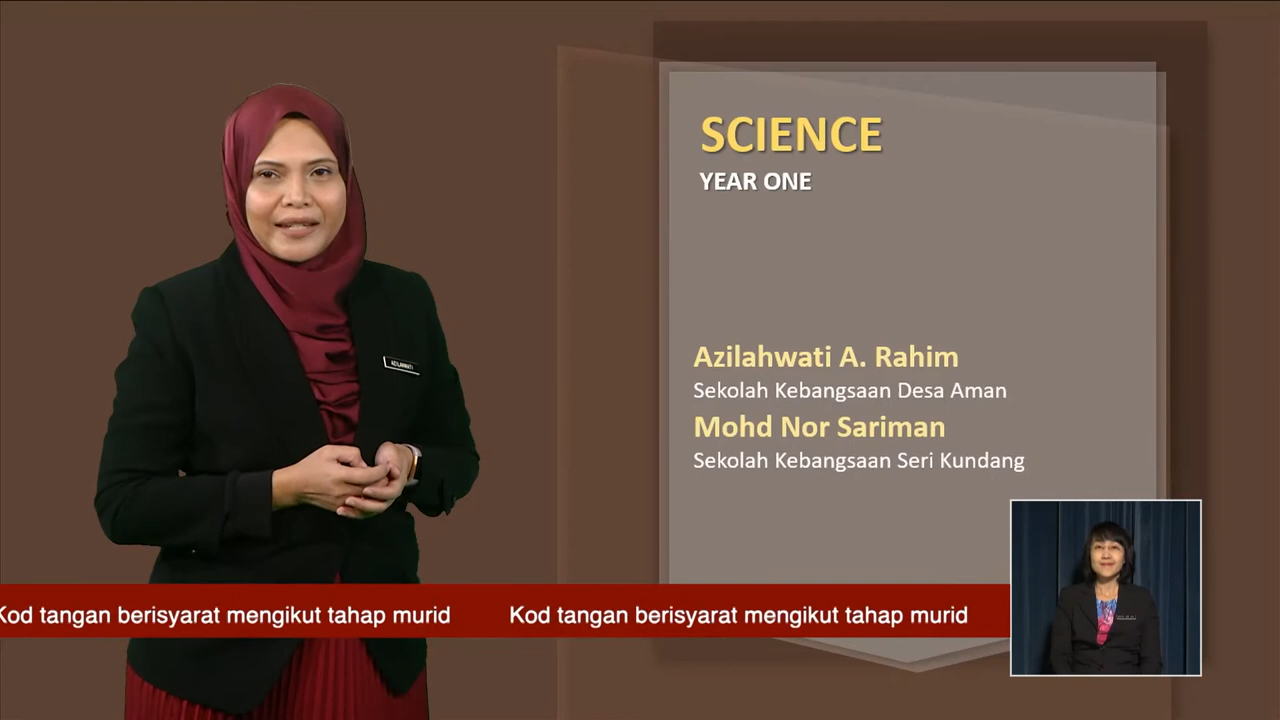 SCIENCE
YEAR ONE
Azilahwati A. Rahim
Sekolah Kebangsaan Desa Aman
Mohd Nor Sariman
Sekolah Kebangsaan Seri Kundang
AZILAHWATI
Kod tangan berisyarat mengikut tahap murid Kod tangan berisyarat mengikut tahap murid